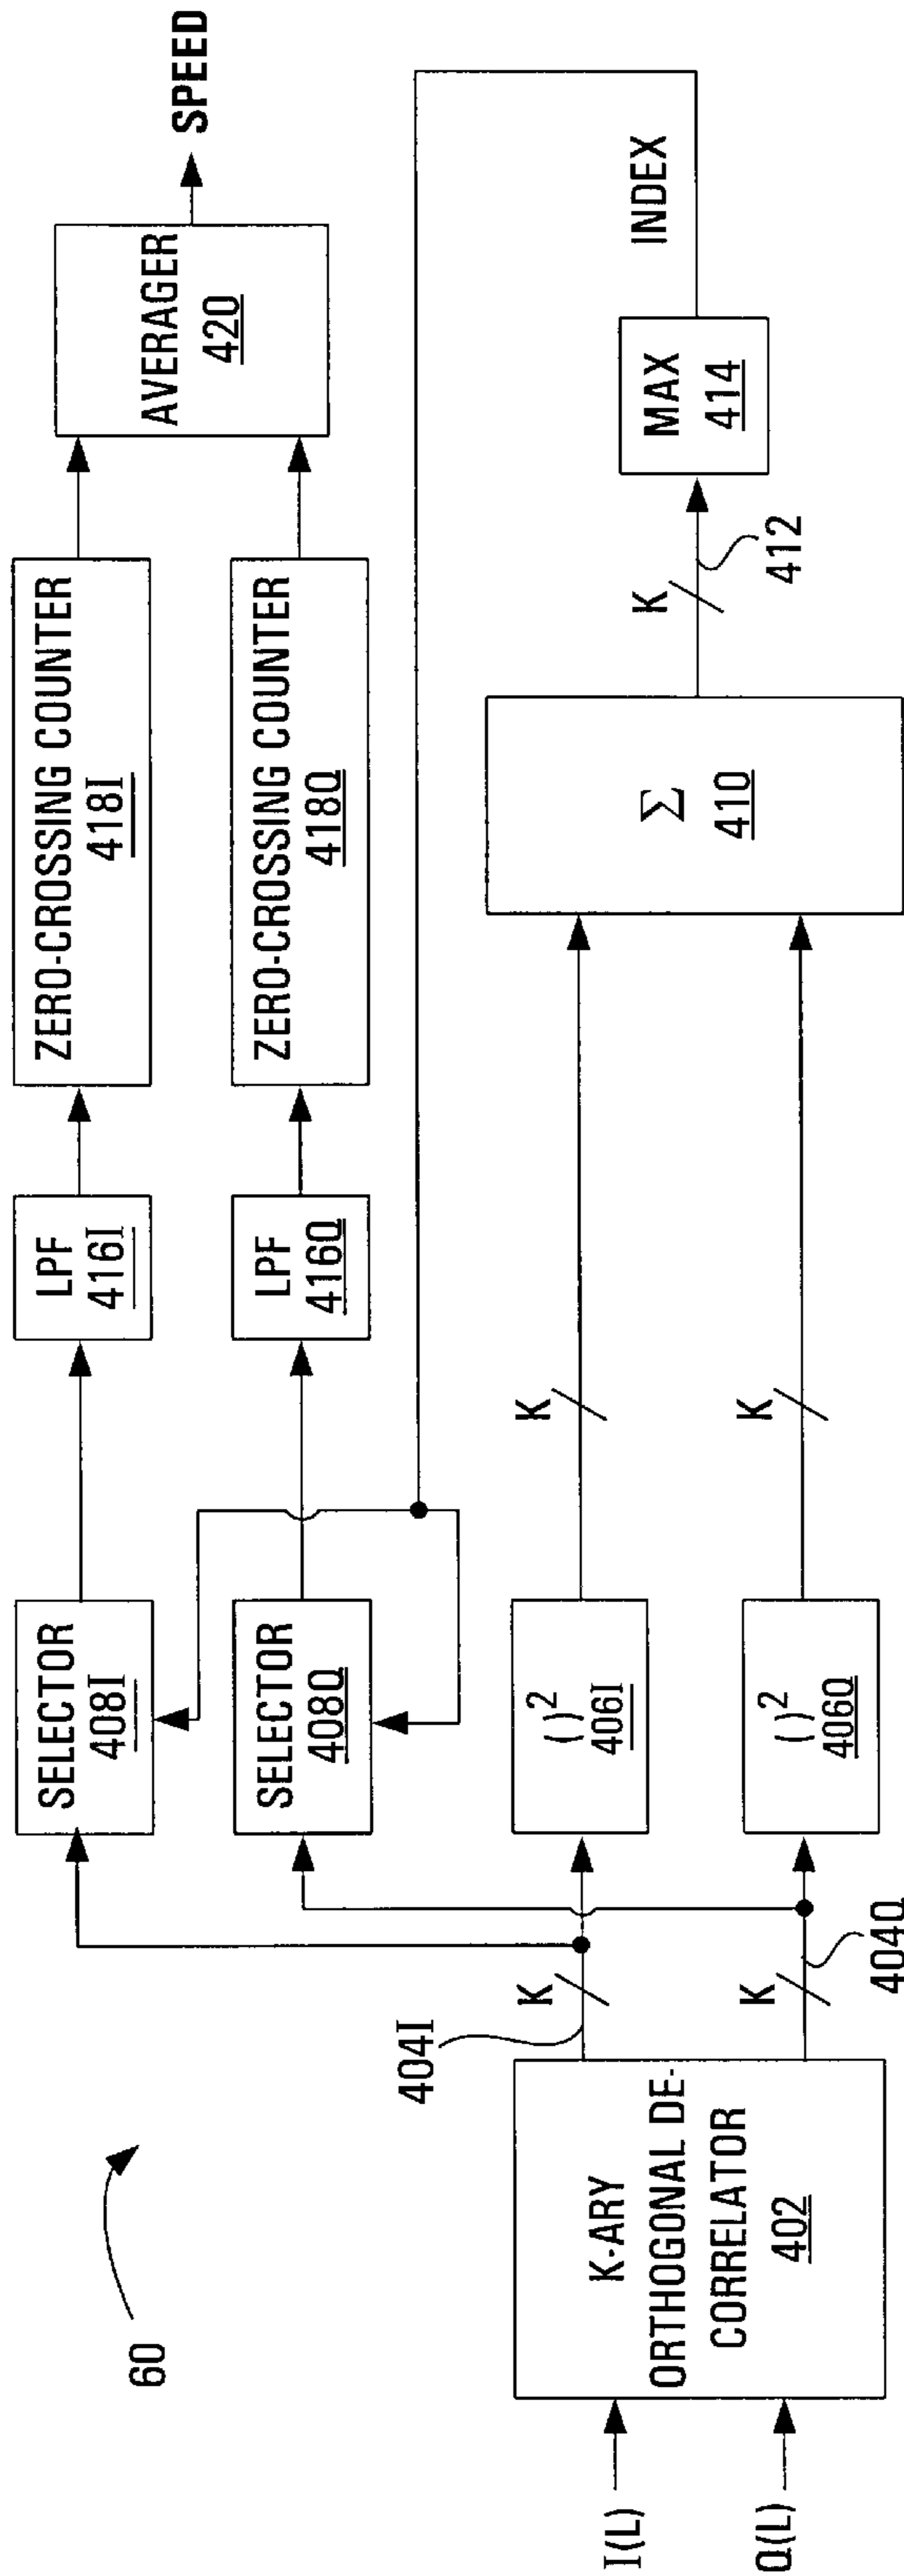 60
I(L)
Q(L)
K-ARY
ORTHOGONAL DE-
CORRELATOR
402
404I
K
K
404Q
SELECTOR
408I
SELECTOR
408Q
( )²
406I
( )²
406Q
K
K
LPF
416I
LPF
416Q
ZERO-CROSSING COUNTER
418I
ZERO-CROSSING COUNTER
418Q
Σ
410
K
412
MAX
414
INDEX
AVERAGER
420
SPEED